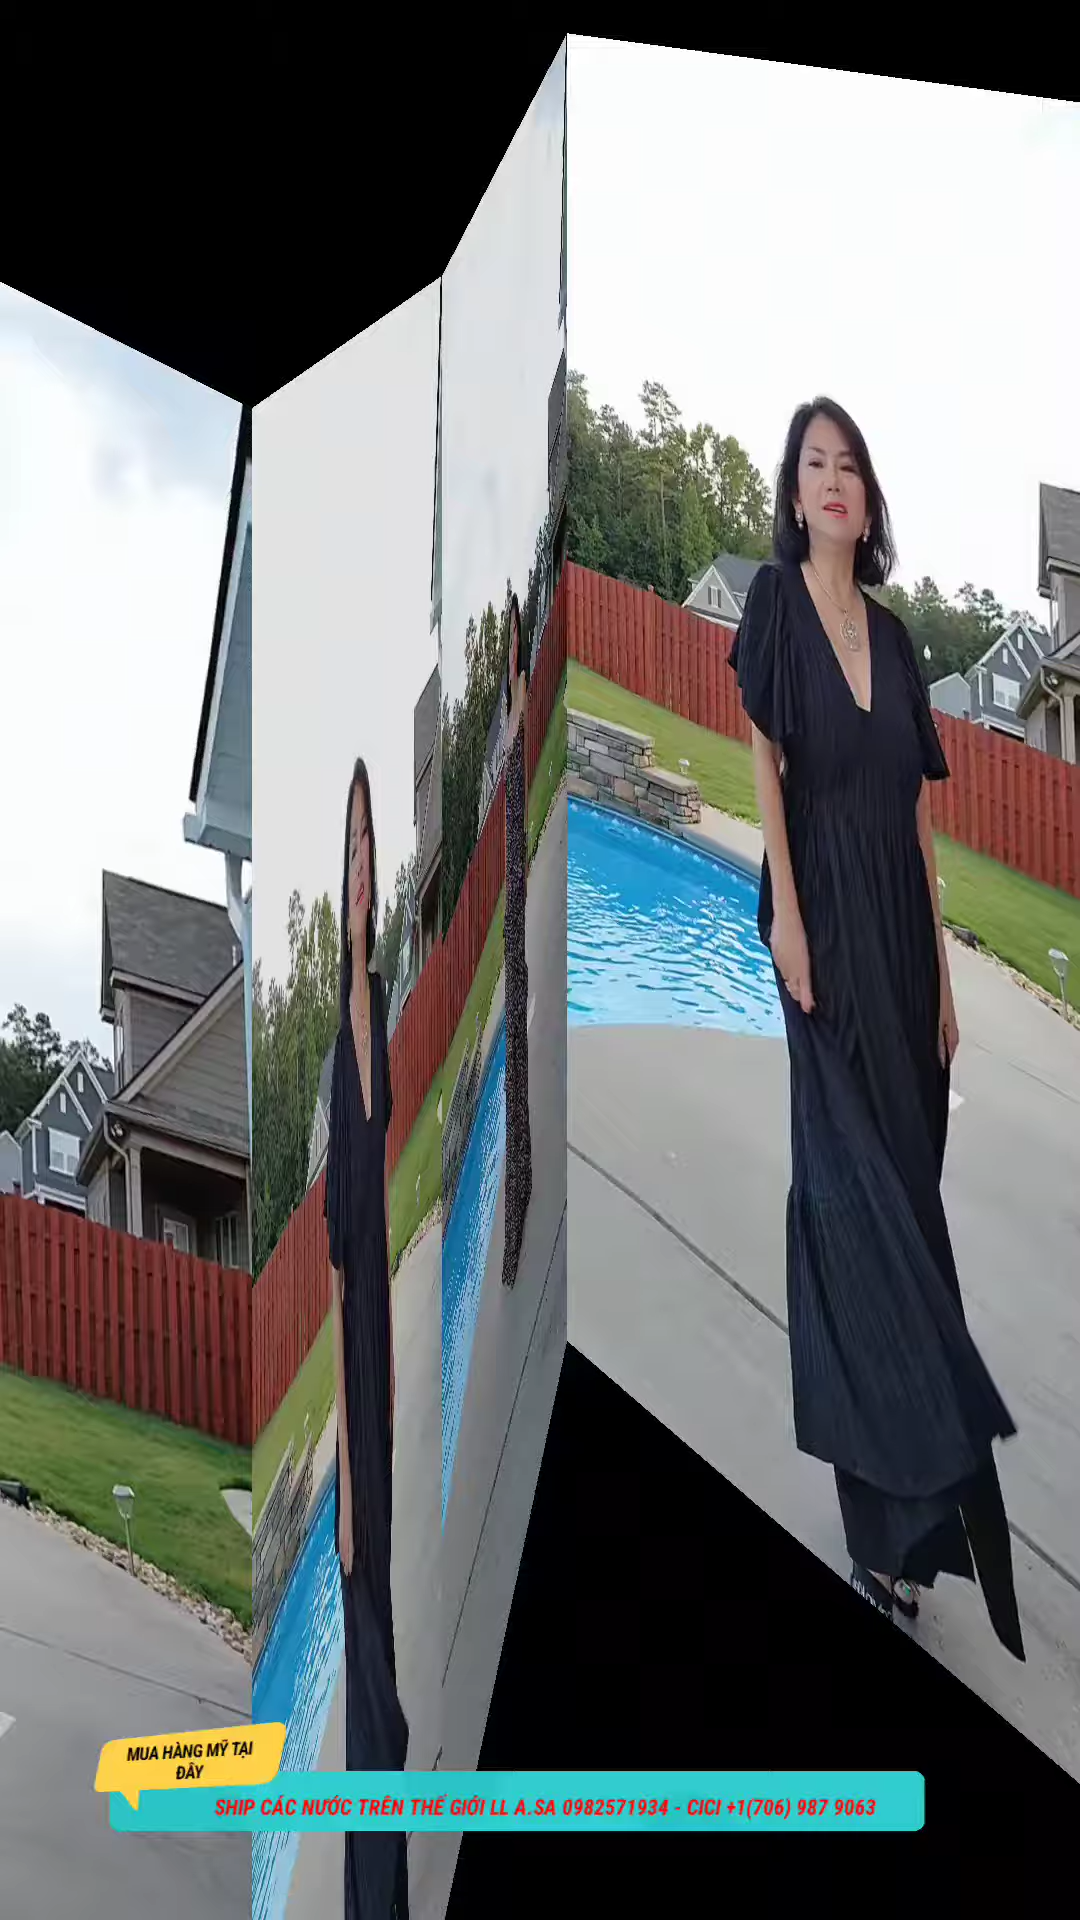 MUA HÀNG MỸ TẠI
ĐÂY
SHIP CÁC NƯỚC TRÊN THẾ GIỚI LL A.SA 0982571934 - CICI +1(706) 987 9063